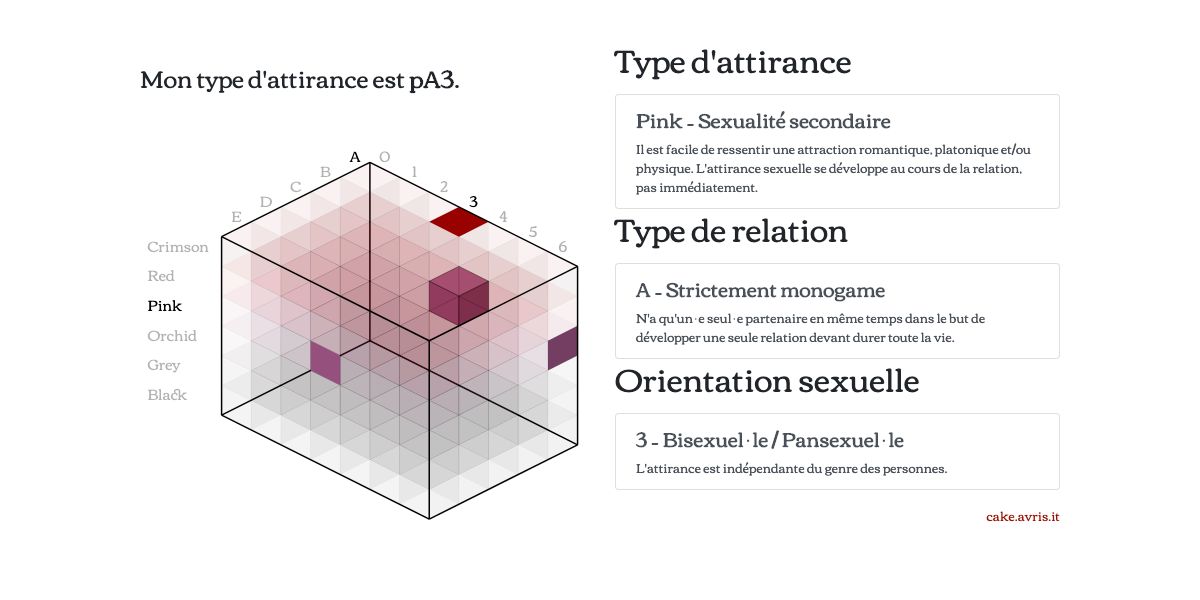 Mon type d'attirance est pA3.
A
0
B
1
C
2
D
3
E
4
5
6
Crimson
Red
Pink
Orchid
Grey
Black
Type d'attirance
Pink - Sexualité secondaire
Il est facile de ressentir une attraction romantique, platonique et/ou
physique. L'attirance sexuelle se développe au cours de la relation,
pas immédiatement.
Type de relation
A - Strictement monogame
N'a qu'un·e seul·e partenaire en même temps dans le but de
développer une seule relation devant durer toute la vie.
Orientation sexuelle
3 - Bisexuel·le / Pansexuel·le
L'attirance est indépendante du genre des personnes.
cake.avris.it